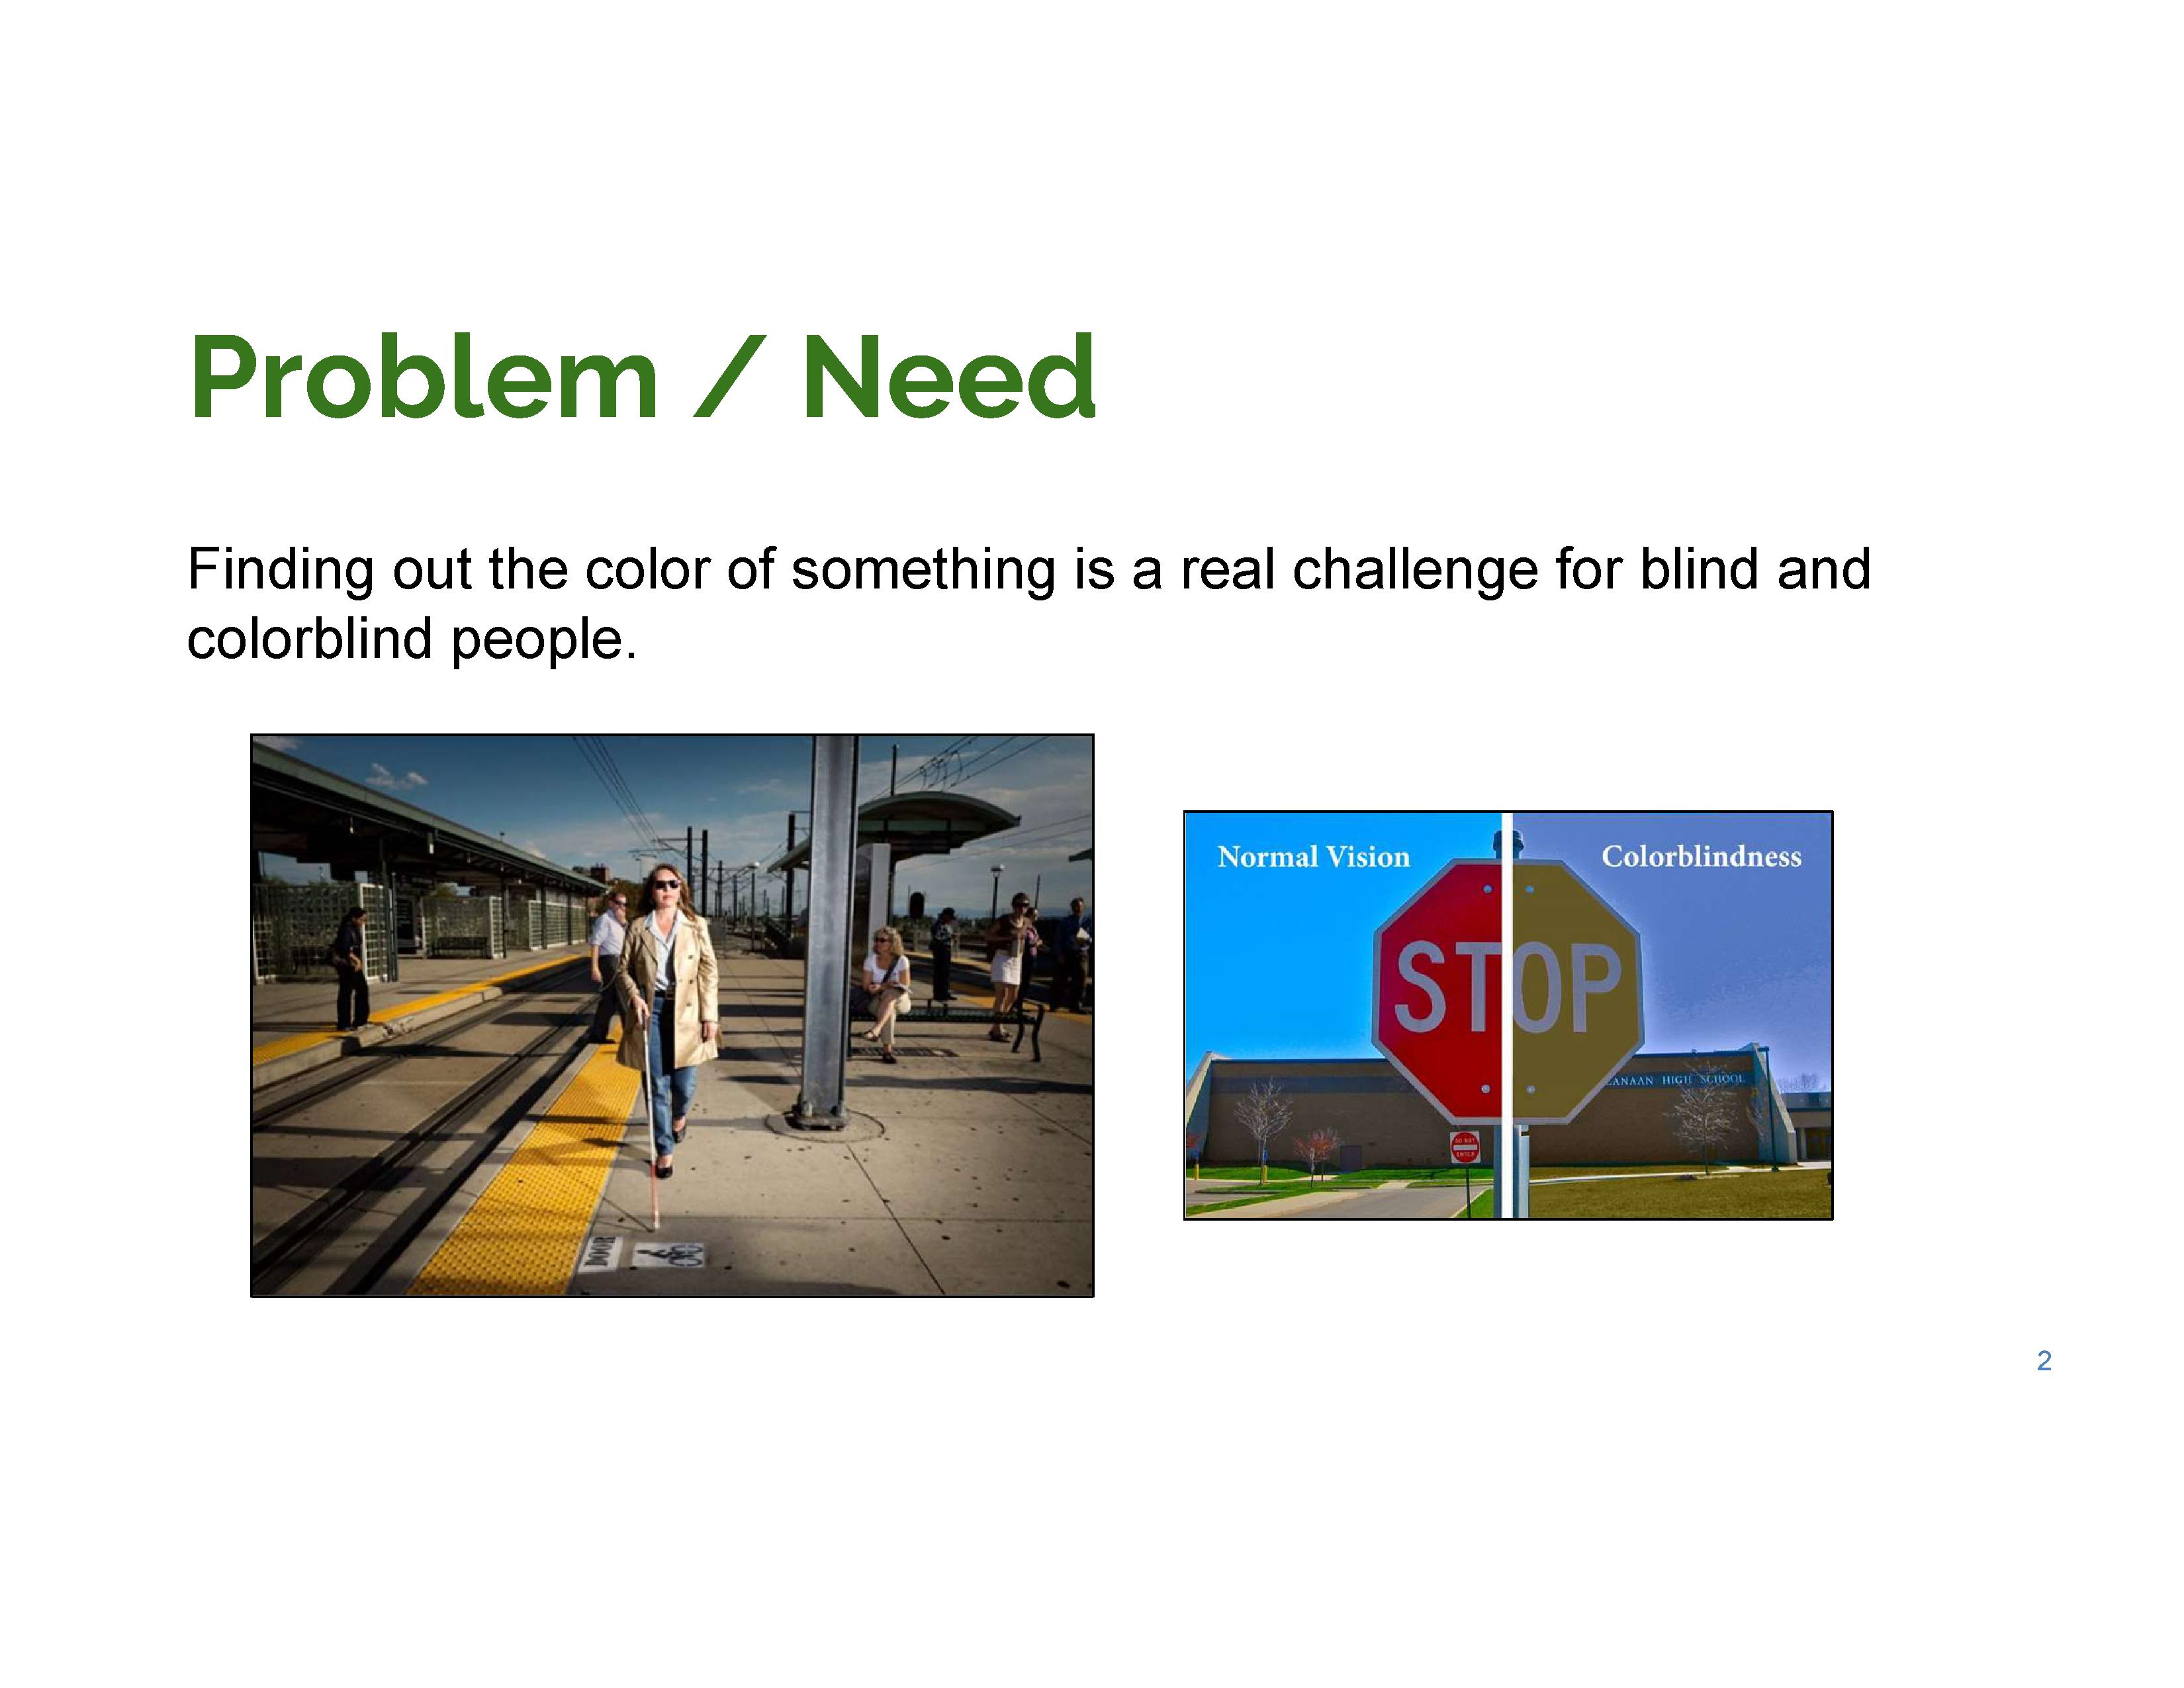 Problem / Need
Finding out the color of something is a real challenge for blind and
colorblind people.
DOOR
Normal Vision
Colorblindness
STOP
CANAAN HIGH SCHOOL
DO NOT
ENTER
2